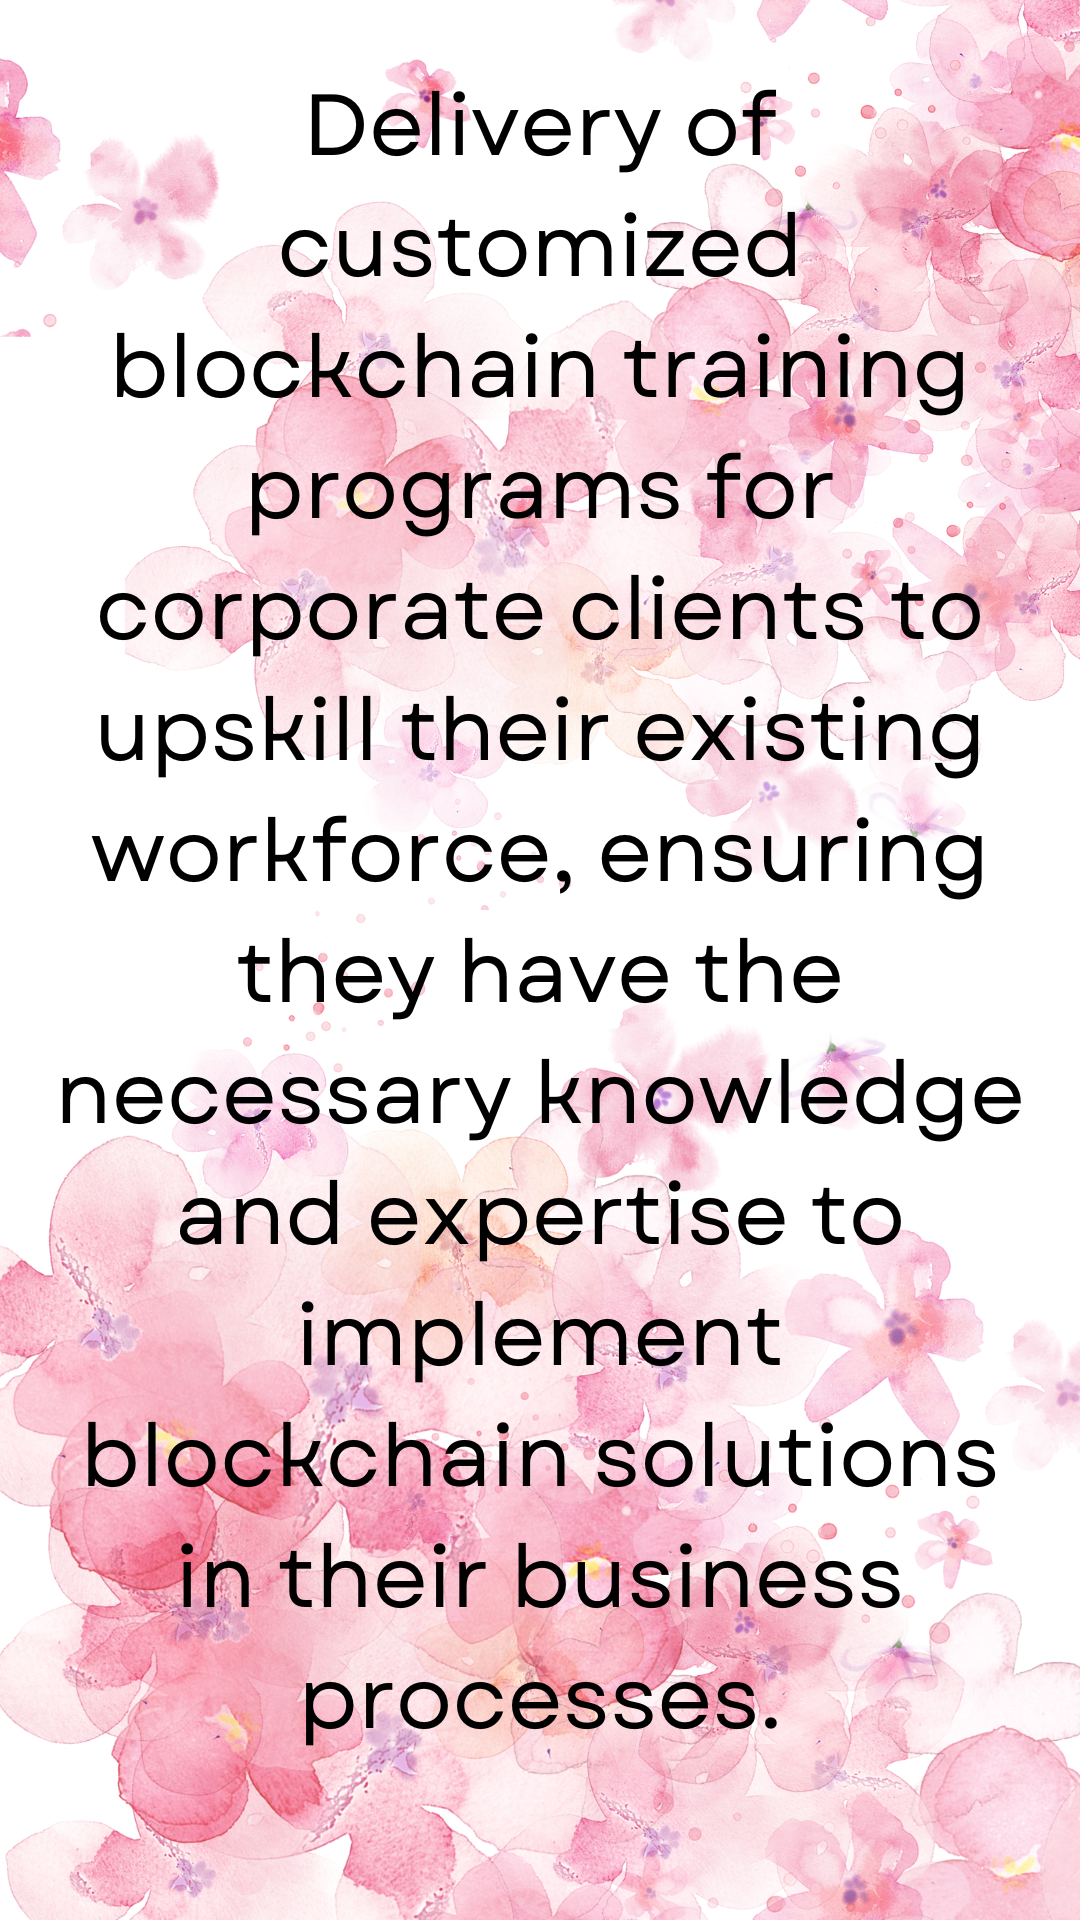 Delivery of
customized
blockchain training
programs for
corporate clients to
upskill their existing
workforce, ensuring
they have the
necessary knowledge
and expertise to
implement
blockchain solutions
in their business
processes.